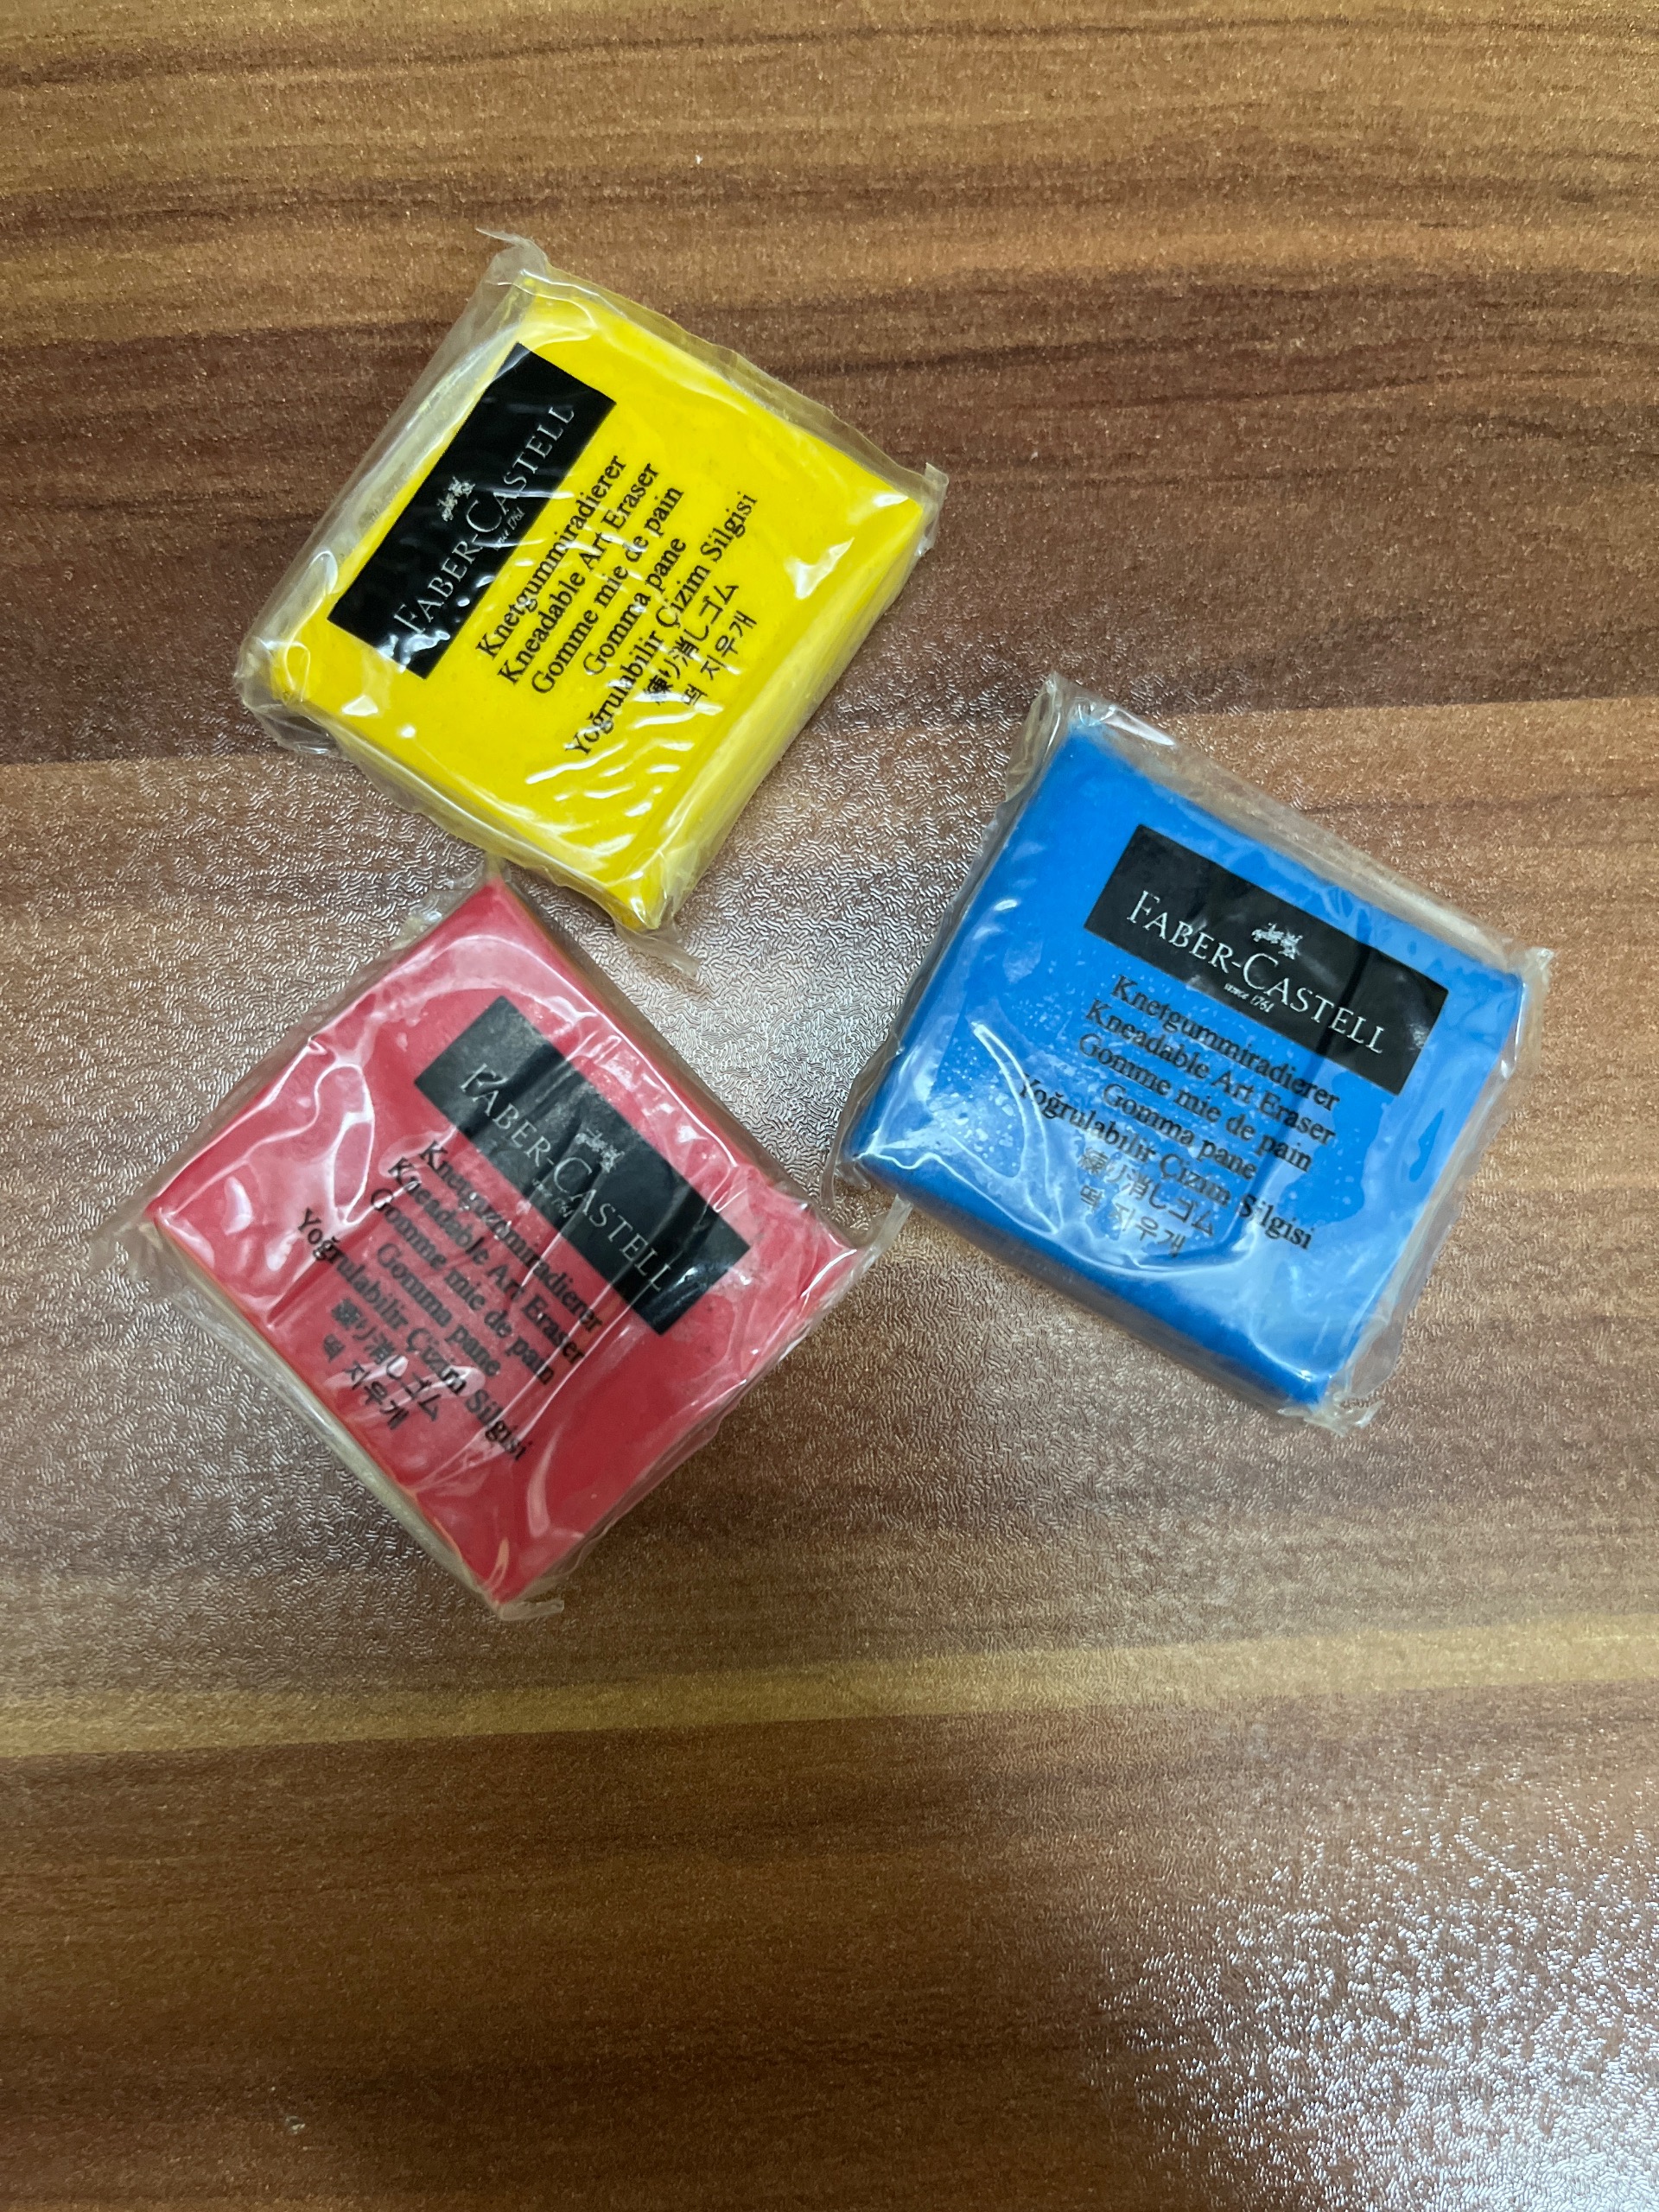 FABER-CASTELL
since 1761
Knetgummiradierer
Kneadable Art Eraser
Gomme mie de pain
Gomma pane
Yoğrulabilir Çizim Silgisi
練り消しゴム
떡 지우개
FABER-CASTELL
since 1761
Knetgummiradierer
Kneadable Art Eraser
Gomme mie de pain
Gomma pane
Yoğrulabilir Çizim Silgisi
練り消しゴム
떡 지우개
FABER-CASTELL
since 1761
Knetgummiradierer
Kneadable Art Eraser
Gomme mie de pain
Gomma pane
Yoğrulabilir Çizim Silgisi
練り消しゴム
떡 지우개